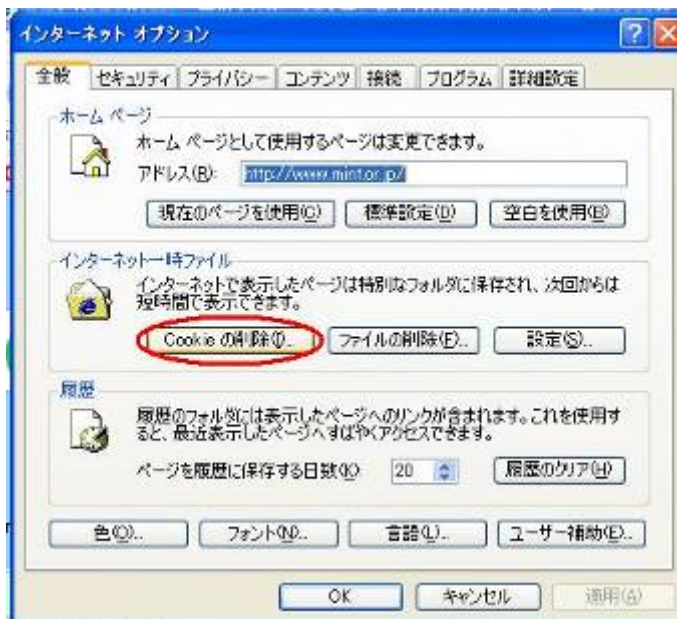 インターネット オプション
全般 セキュリティ プライバシー コンテンツ 接続 プログラム 詳細設定
ホーム ページ
ホーム ページとして使用するページは変更できます。
アドレス(R): http://www.mint.or.jp/
現在のページを使用(C) 標準設定(D) 空白を使用(B)
インターネット一時ファイル
インターネットで表示したページは特別なフォルダに保存され、次回からは
短時間で表示できます。
Cookie の削除(I)... ファイルの削除(F)... 設定(S)...
履歴
履歴のフォルダには表示したページへのリンクが含まれます。これを使用す
ると、最近表示したページへすばやくアクセスできます。
ページを履歴に保存する日数(K): 20 履歴のクリア(H)
色(O)... フォント(N)... 言語(L)... ユーザー補助(E)...
OK キャンセル 適用(A)